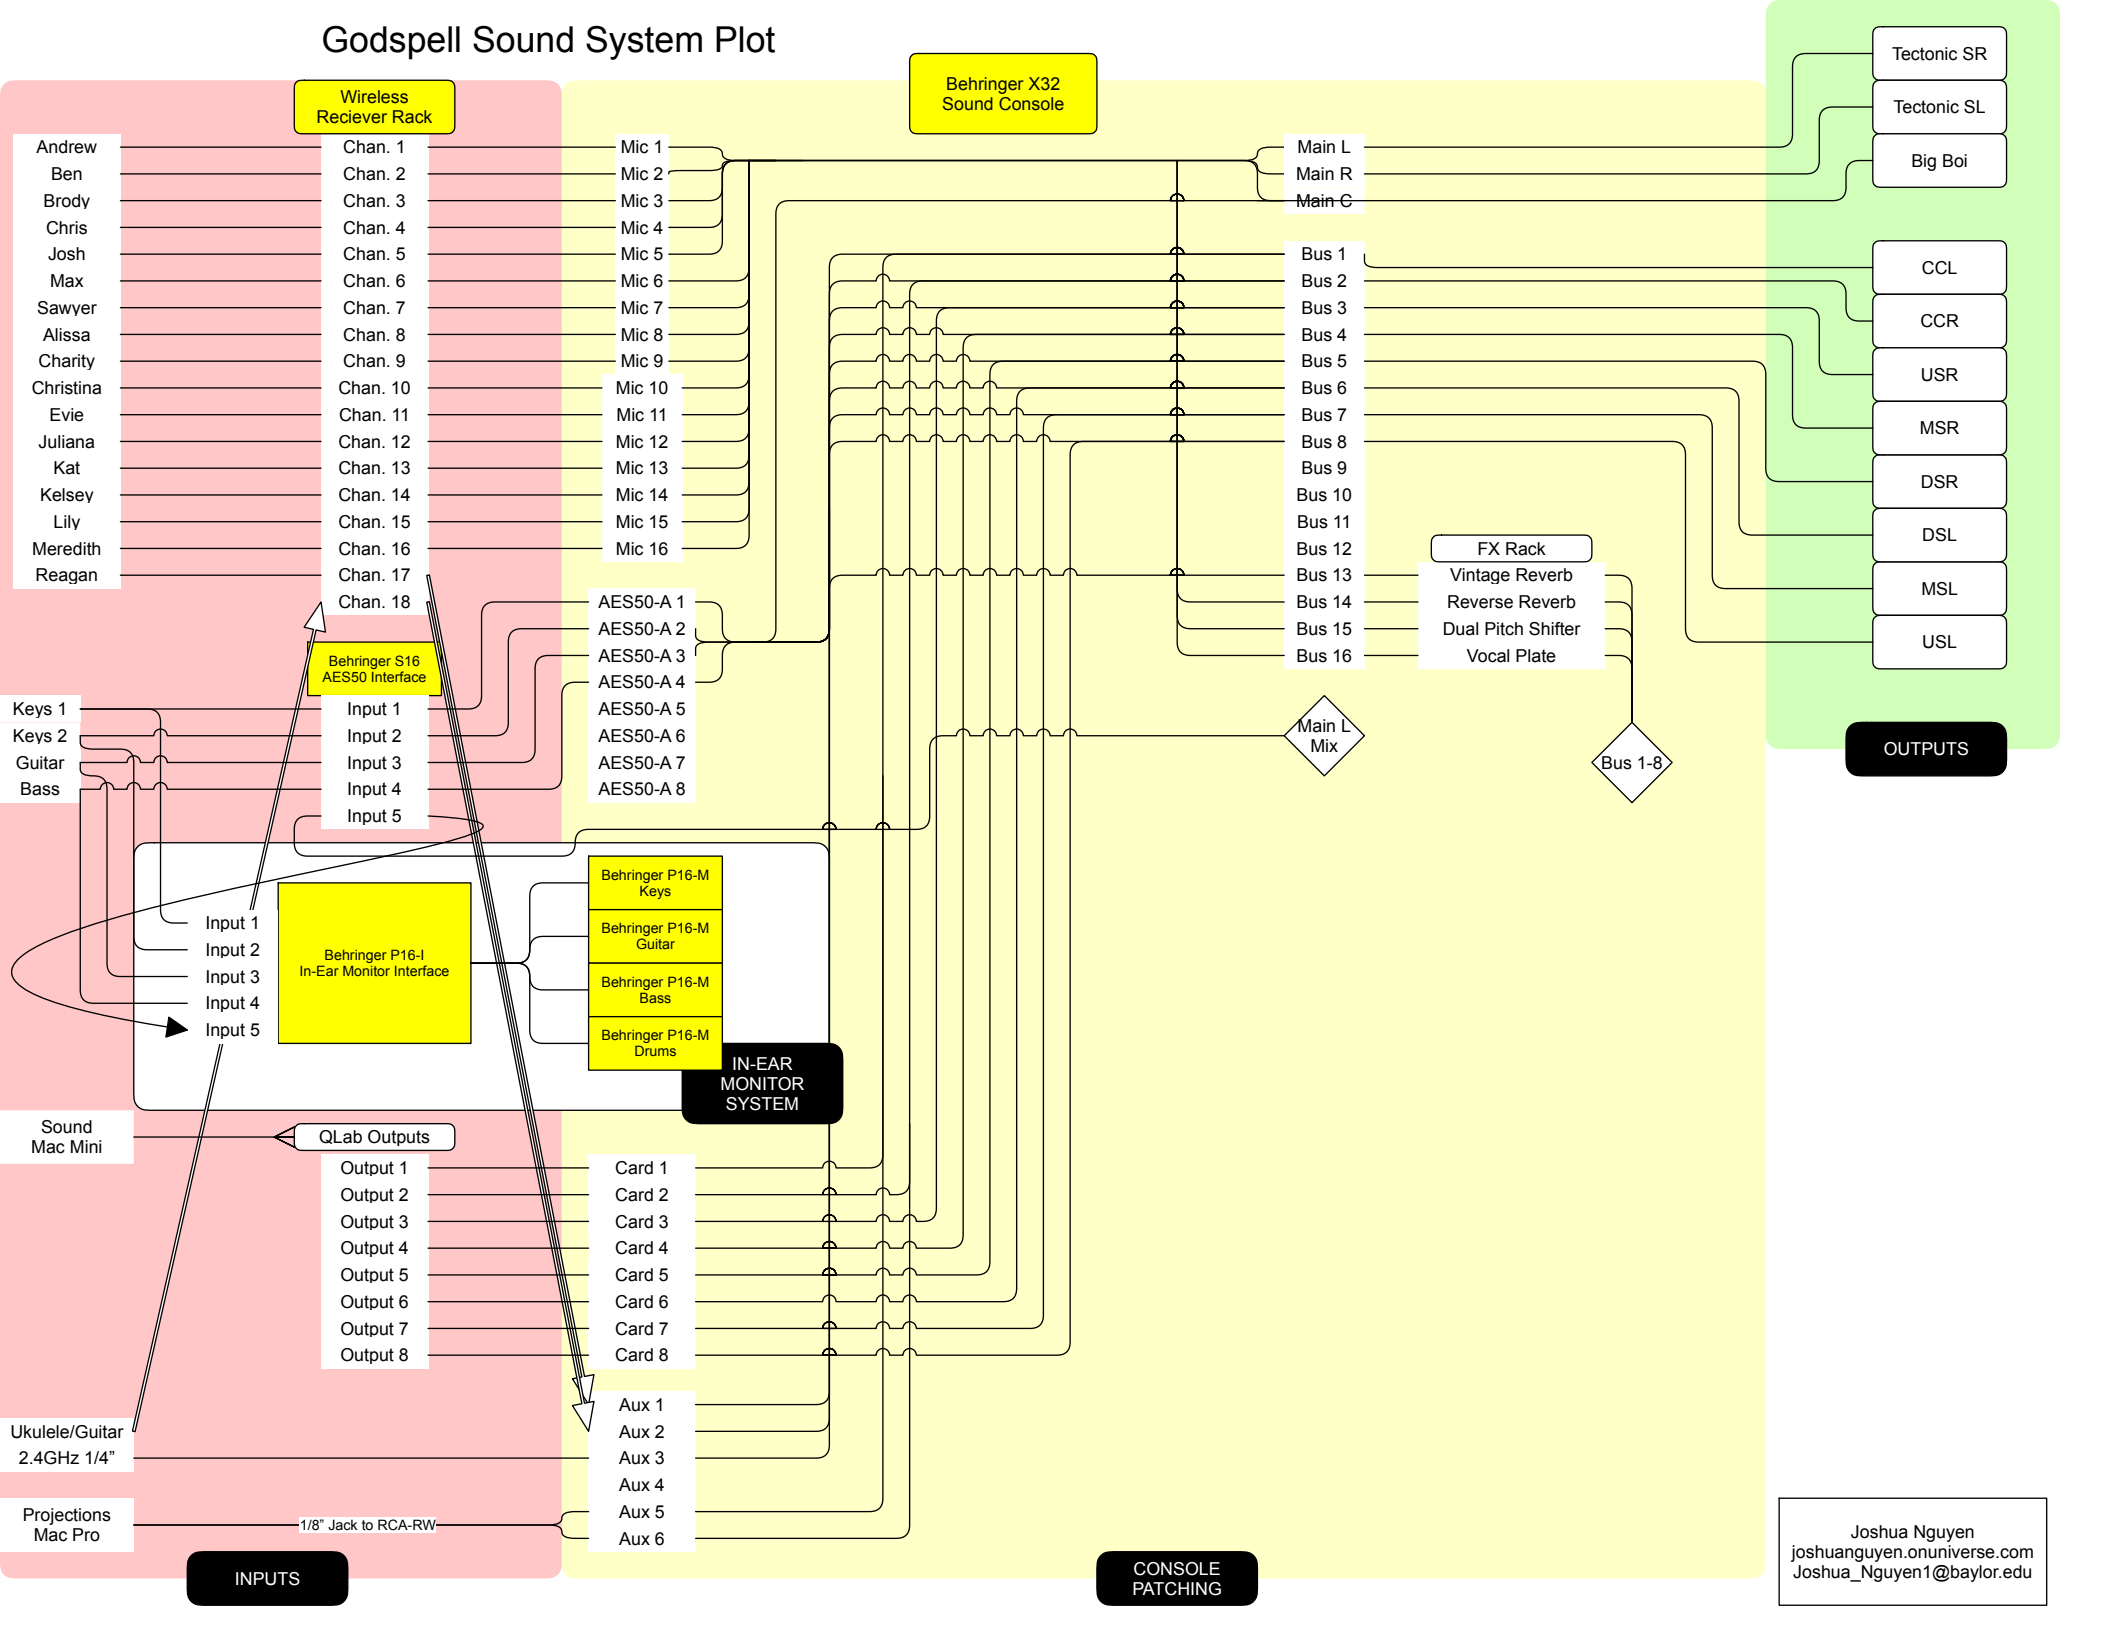 Godspell Sound System Plot
Wireless
Reciever Rack
Behringer X32
Sound Console
Andrew
Ben
Brody
Chris
Josh
Max
Sawyer
Alissa
Charity
Christina
Evie
Juliana
Kat
Kelsey
Lily
Meredith
Reagan
Chan. 1
Chan. 2
Chan. 3
Chan. 4
Chan. 5
Chan. 6
Chan. 7
Chan. 8
Chan. 9
Chan. 10
Chan. 11
Chan. 12
Chan. 13
Chan. 14
Chan. 15
Chan. 16
Chan. 17
Chan. 18
Mic 1
Mic 2
Mic 3
Mic 4
Mic 5
Mic 6
Mic 7
Mic 8
Mic 9
Mic 10
Mic 11
Mic 12
Mic 13
Mic 14
Mic 15
Mic 16
Behringer S16
AES50 Interface
Keys 1
Keys 2
Guitar
Bass
Input 1
Input 2
Input 3
Input 4
Input 5
AES50-A 1
AES50-A 2
AES50-A 3
AES50-A 4
AES50-A 5
AES50-A 6
AES50-A 7
AES50-A 8
Input 1
Input 2
Input 3
Input 4
Input 5
Behringer P16-I
In-Ear Monitor Interface
Behringer P16-M
Keys
Behringer P16-M
Guitar
Behringer P16-M
Bass
Behringer P16-M
Drums
IN-EAR
MONITOR
SYSTEM
Sound
Mac Mini
QLab Outputs
Output 1
Output 2
Output 3
Output 4
Output 5
Output 6
Output 7
Output 8
Card 1
Card 2
Card 3
Card 4
Card 5
Card 6
Card 7
Card 8
Ukulele/Guitar
2.4GHz 1/4”
Projections
Mac Pro
1/8” Jack to RCA-RW
Aux 1
Aux 2
Aux 3
Aux 4
Aux 5
Aux 6
INPUTS
Main L
Main R
Main C
Bus 1
Bus 2
Bus 3
Bus 4
Bus 5
Bus 6
Bus 7
Bus 8
Bus 9
Bus 10
Bus 11
Bus 12
Bus 13
Bus 14
Bus 15
Bus 16
FX Rack
Vintage Reverb
Reverse Reverb
Dual Pitch Shifter
Vocal Plate
Main L
Mix
Bus 1-8
CONSOLE
PATCHING
Tectonic SR
Tectonic SL
Big Boi
CCL
CCR
USR
MSR
DSR
DSL
MSL
USL
OUTPUTS
Joshua Nguyen
joshuanguyen.onuniverse.com
Joshua_Nguyen1@baylor.edu